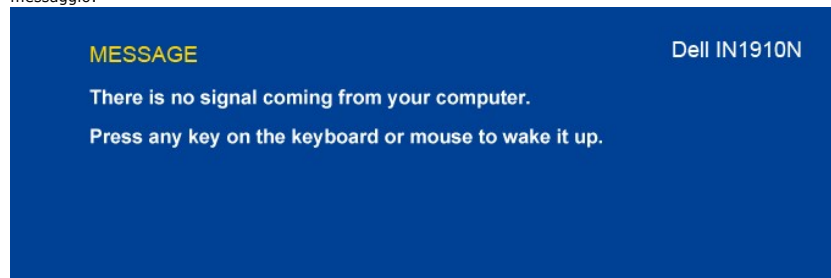 messaggio:
MESSAGE
Dell IN1910N
There is no signal coming from your computer.
Press any key on the keyboard or mouse to wake it up.